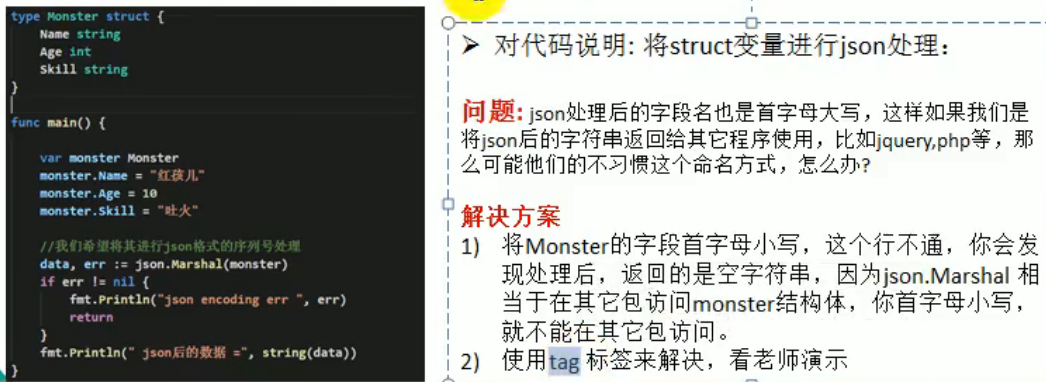 type Monster struct {
Name string
Age int
Skill string
}
func main() {
var monster Monster
monster.Name = "红孩儿"
monster.Age = 10
monster.Skill = "吐火"
//我们希望将其进行json格式的序列号处理
data, err := json.Marshal(monster)
if err != nil {
fmt.Println("json encoding err ", err)
return
}
fmt.Println(" json后的数据 =", string(data))
}
➢ 对代码说明: 将struct变量进行json处理：
问题: json处理后的字段名也是首字母大写，这样如果我们是
将json后的字符串返回给其它程序使用，比如jquery,php等，那
么可能他们的不习惯这个命名方式，怎么办?
解决方案
1) 将Monster的字段首字母小写，这个行不通，你会发
现处理后，返回的是空字符串，因为json.Marshal 相
当于在其它包访问monster结构体，你首字母小写，
就不能在其它包访问。
2) 使用tag 标签来解决，看老师演示